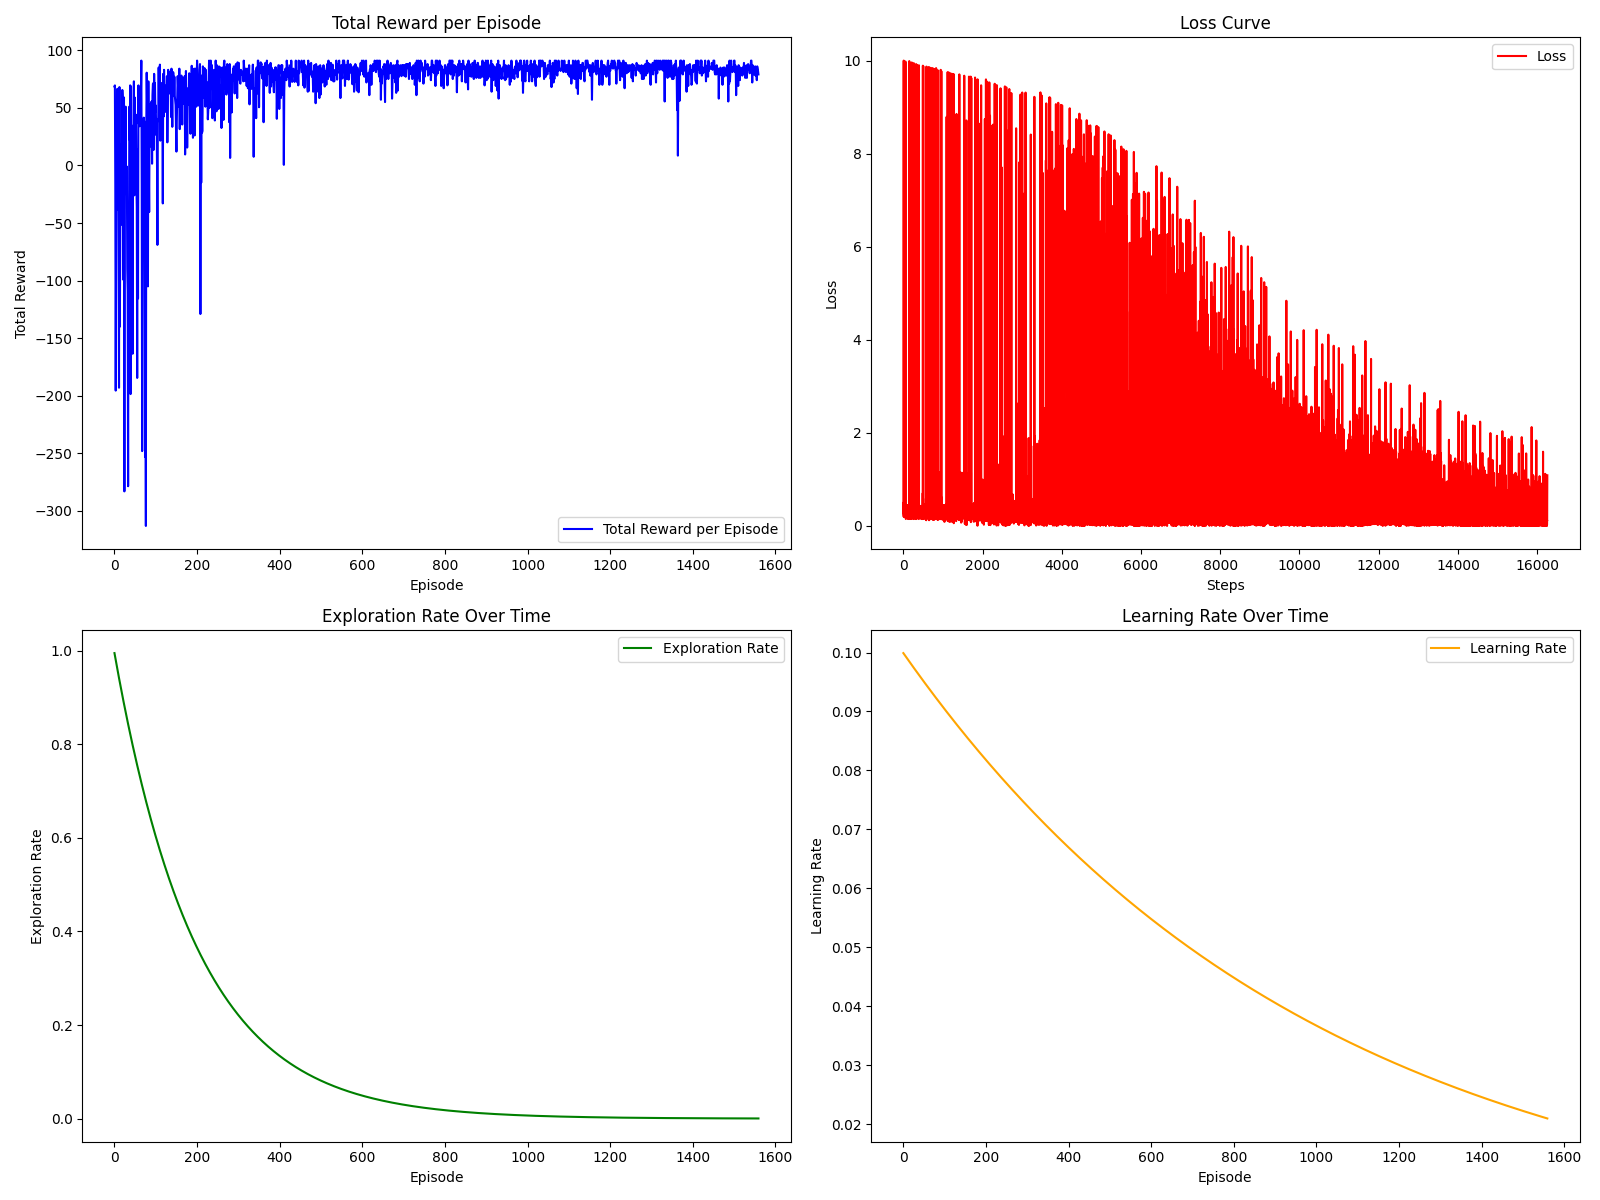 Total Reward per Episode
Total Reward
100
50
0
−50
−100
−150
−200
−250
−300
Total Reward per Episode
0 200 400 600 800 1000 1200 1400 1600
Episode
Loss Curve
Loss
10
8
6
4
2
0
Loss
0 2000 4000 6000 8000 10000 12000 14000 16000
Steps
Exploration Rate Over Time
Exploration Rate
1.0
0.8
0.6
0.4
0.2
0.0
Exploration Rate
0 200 400 600 800 1000 1200 1400 1600
Episode
Learning Rate Over Time
Learning Rate
0.10
0.09
0.08
0.07
0.06
0.05
0.04
0.03
0.02
Learning Rate
0 200 400 600 800 1000 1200 1400 1600
Episode